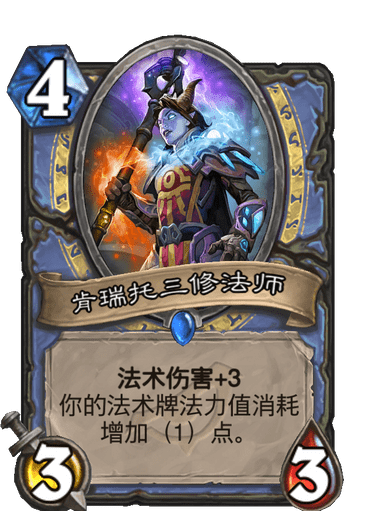 4
肯瑞托三修法师
法术伤害+3
你的法术牌法力值消耗
增加（1）点。
3
3